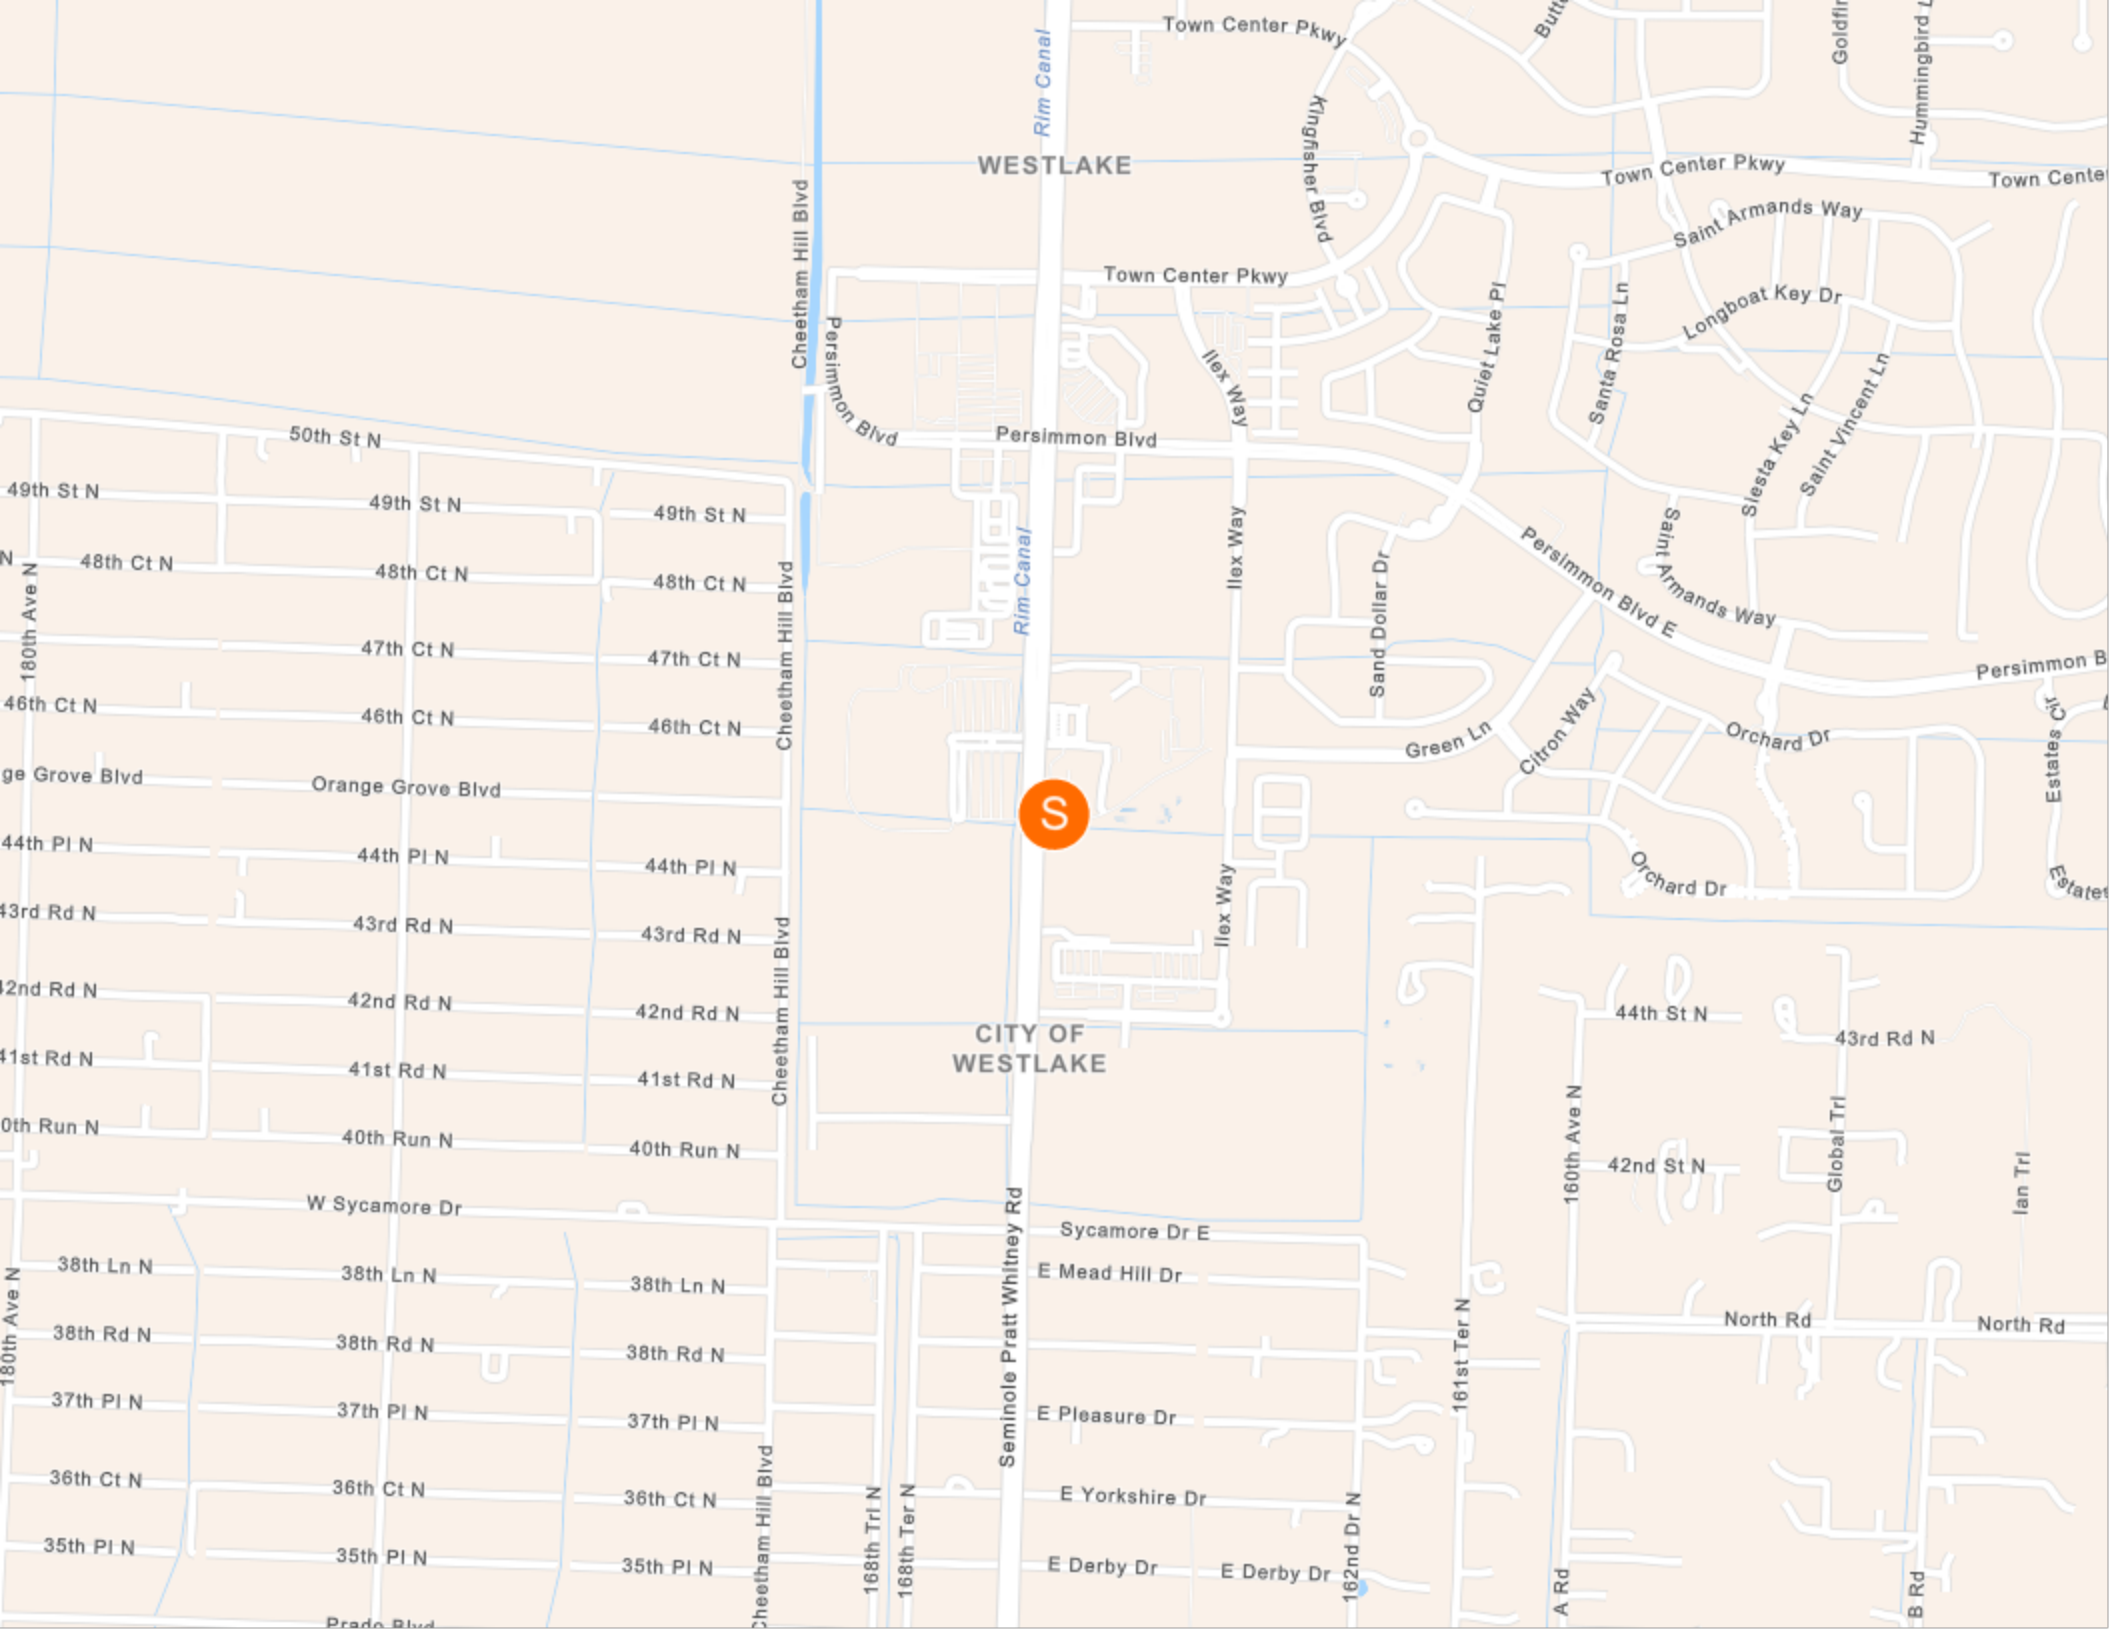 Town Center Pkwy
Rim Canal
Butte
Goldfin
Hummingbird L
Kingfisher Blvd
WESTLAKE
Town Center Pkwy
Town Cente
Cheetham Hill Blvd
Saint Armands Way
Town Center Pkwy
Persimmon Blvd
Ilex Way
Quiet Lake Pl
Santa Rosa Ln
Longboat Key Dr
Siesta Key Ln
Saint Vincent Ln
50th St N
Persimmon Blvd
49th St N
49th St N
49th St N
Ilex Way
Rim Canal
Persimmon Blvd E
Saint Armands Way
N
48th Ct N
48th Ct N
48th Ct N
180th Ave N
Cheetham Hill Blvd
Sand Dollar Dr
47th Ct N
47th Ct N
Persimmon B
46th Ct N
46th Ct N
46th Ct N
Green Ln
Citron Way
Orchard Dr
Estates Cir
ge Grove Blvd
Orange Grove Blvd
S
44th Pl N
44th Pl N
44th Pl N
Orchard Dr
Estates
43rd Rd N
43rd Rd N
43rd Rd N
Ilex Way
Cheetham Hill Blvd
42nd Rd N
42nd Rd N
42nd Rd N
44th St N
43rd Rd N
CITY OF
WESTLAKE
41st Rd N
41st Rd N
41st Rd N
0th Run N
40th Run N
40th Run N
160th Ave N
42nd St N
Global Trl
Ian Trl
W Sycamore Dr
Sycamore Dr E
38th Ln N
38th Ln N
38th Ln N
E Mead Hill Dr
Seminole Pratt Whitney Rd
180th Ave N
38th Rd N
38th Rd N
38th Rd N
161st Ter N
North Rd
North Rd
37th Pl N
37th Pl N
37th Pl N
E Pleasure Dr
36th Ct N
36th Ct N
36th Ct N
E Yorkshire Dr
Cheetham Hill Blvd
168th Trl N
168th Ter N
162nd Dr N
35th Pl N
35th Pl N
35th Pl N
E Derby Dr
E Derby Dr
A Rd
B Rd
Prado Blvd